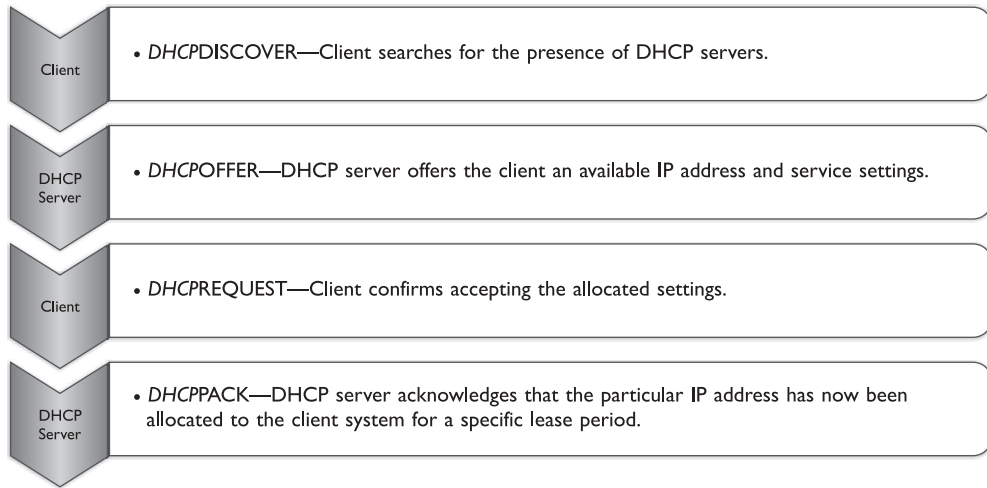 Client
• DHCPDISCOVER—Client searches for the presence of DHCP servers.
DHCP
Server
• DHCPOFFER—DHCP server offers the client an available IP address and service settings.
Client
• DHCPREQUEST—Client confirms accepting the allocated settings.
DHCP
Server
• DHCPPACK—DHCP server acknowledges that the particular IP address has now been
allocated to the client system for a specific lease period.